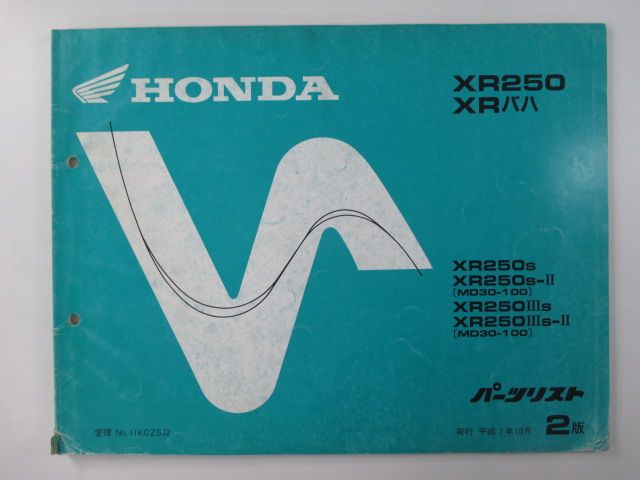 HONDA
XR250
XRバハ
XR250s
XR250s-II
(MD30-100)
XR250IIIs
XR250IIIs-II
(MD30-100)
パーツリスト
管理 No.11KCZSJ2
発行 平成7年10月 2版